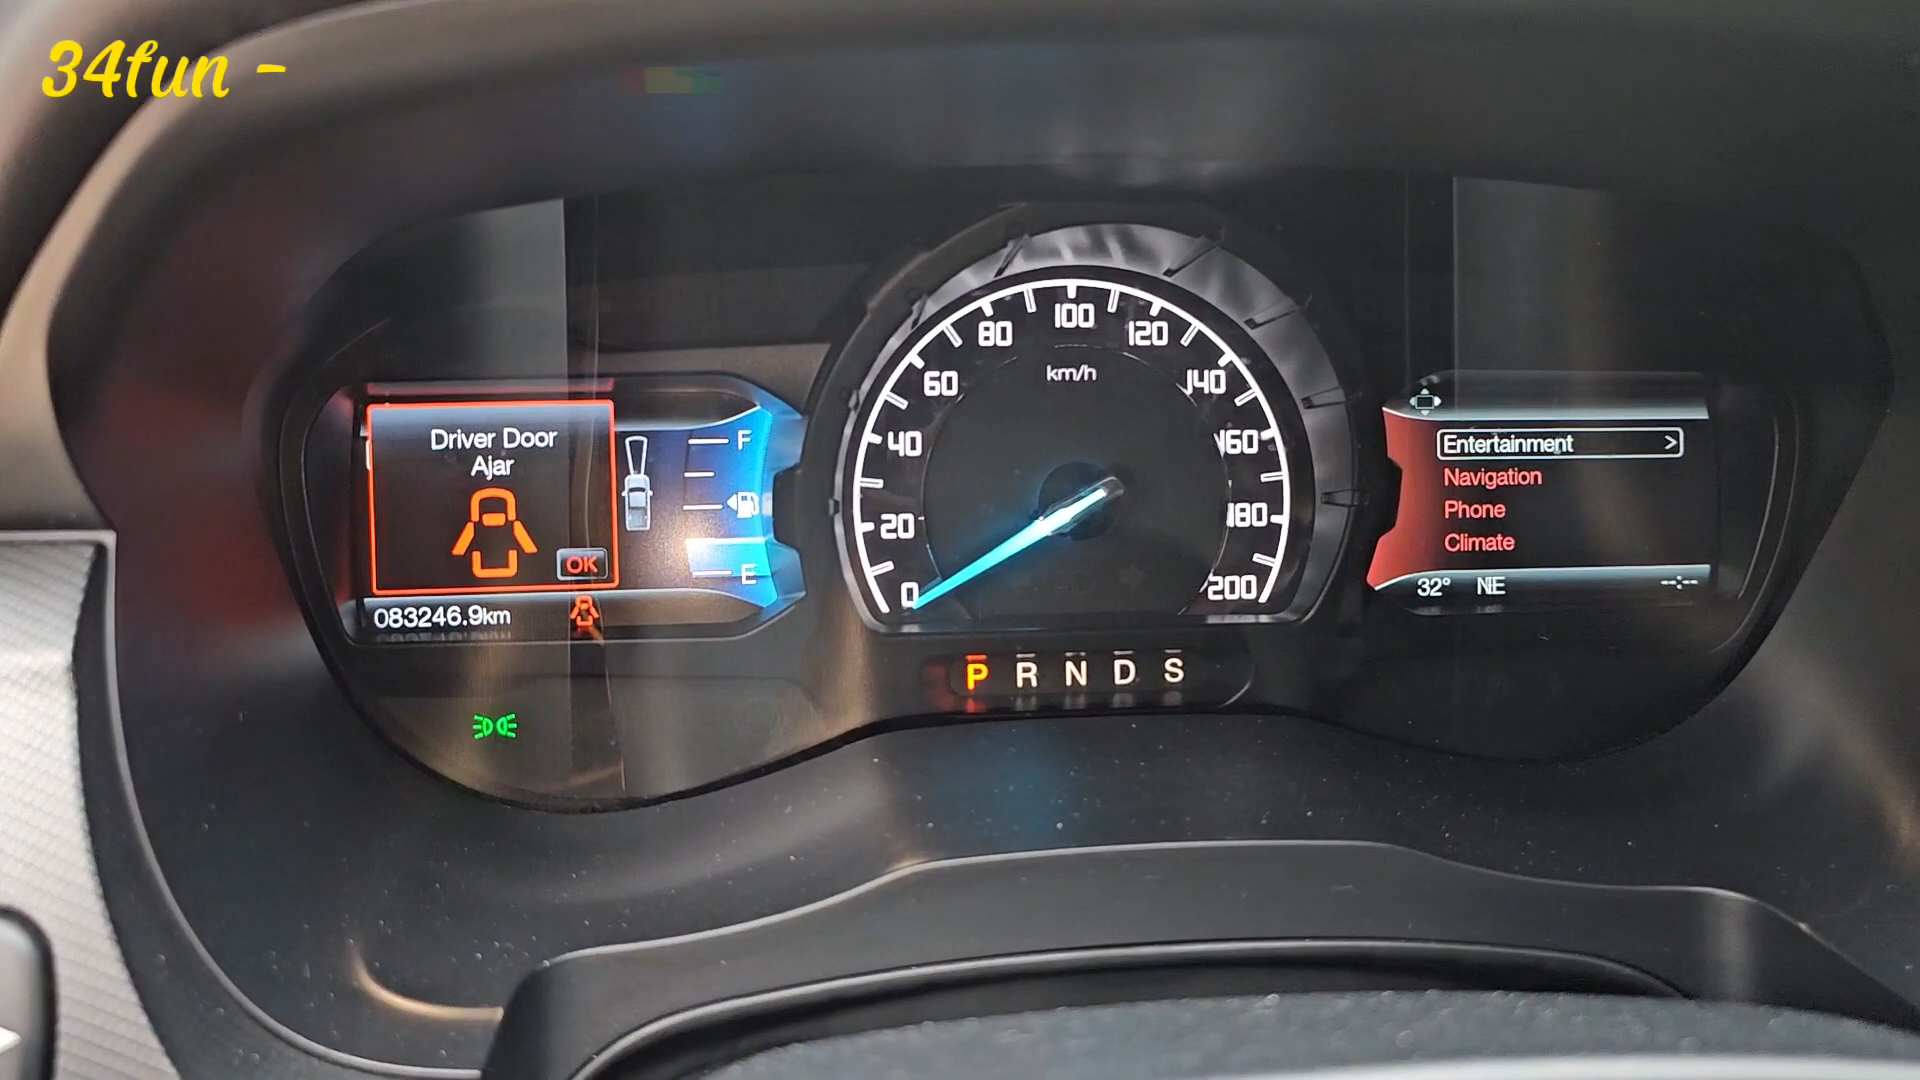 34fun -
Driver Door
Ajar
OK
083246.9km
F
E
0
20
40
60
80
100
120
140
160
180
200
km/h
P R N D S
Entertainment >
Navigation
Phone
Climate
32° NE --:--